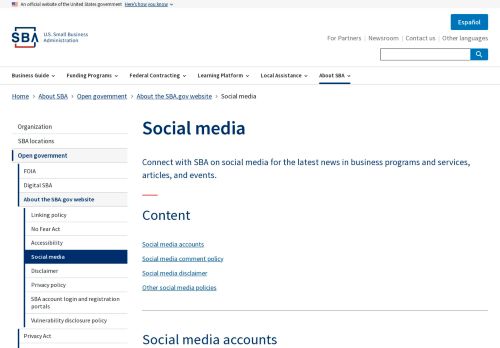 An official website of the United States government Here's how you know
Español
SBA U.S. Small Business
Administration
For Partners Newsroom Contact us Other languages
Business Guide Funding Programs Federal Contracting Learning Platform Local Assistance About SBA
Home About SBA Open government About the SBA.gov website Social media
Organization
SBA locations
Open government
FOIA
Digital SBA
About the SBA.gov website
Linking policy
No Fear Act
Accessibility
Social media
Disclaimer
Privacy policy
SBA account login and registration
portals
Vulnerability disclosure policy
Privacy Act
Social media
Connect with SBA on social media for the latest news in business programs and services,
articles, and events.
Content
Social media accounts
Social media comment policy
Social media disclaimer
Other social media policies
Social media accounts